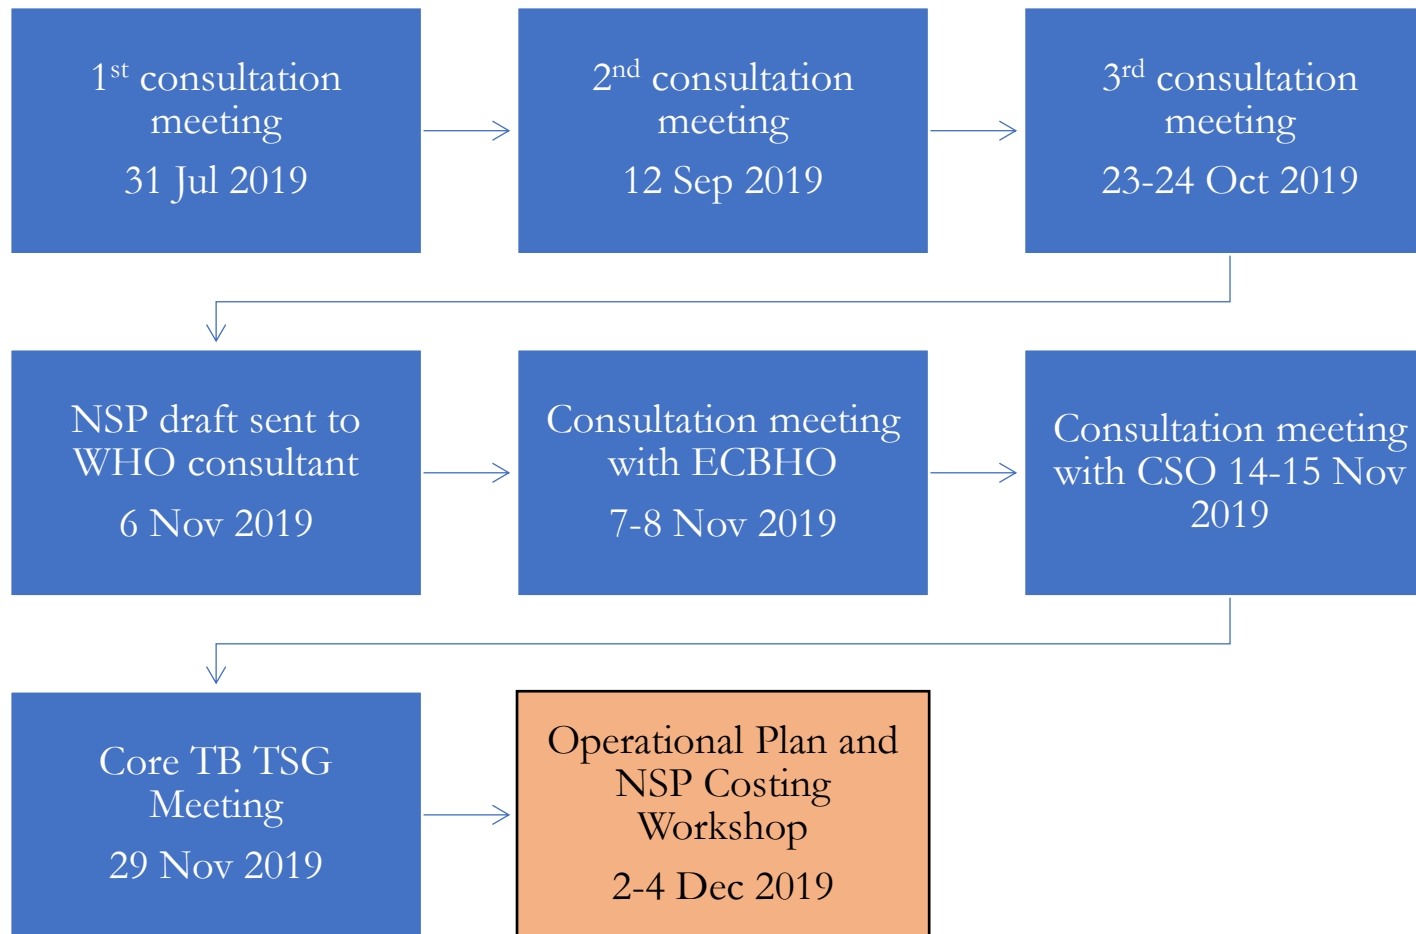 1st consultation
meeting
31 Jul 2019
2nd consultation
meeting
12 Sep 2019
3rd consultation
meeting
23-24 Oct 2019
NSP draft sent to
WHO consultant
6 Nov 2019
Consultation meeting
with ECBHO
7-8 Nov 2019
Consultation meeting
with CSO 14-15 Nov
2019
Core TB TSG
Meeting
29 Nov 2019
Operational Plan and
NSP Costing
Workshop
2-4 Dec 2019